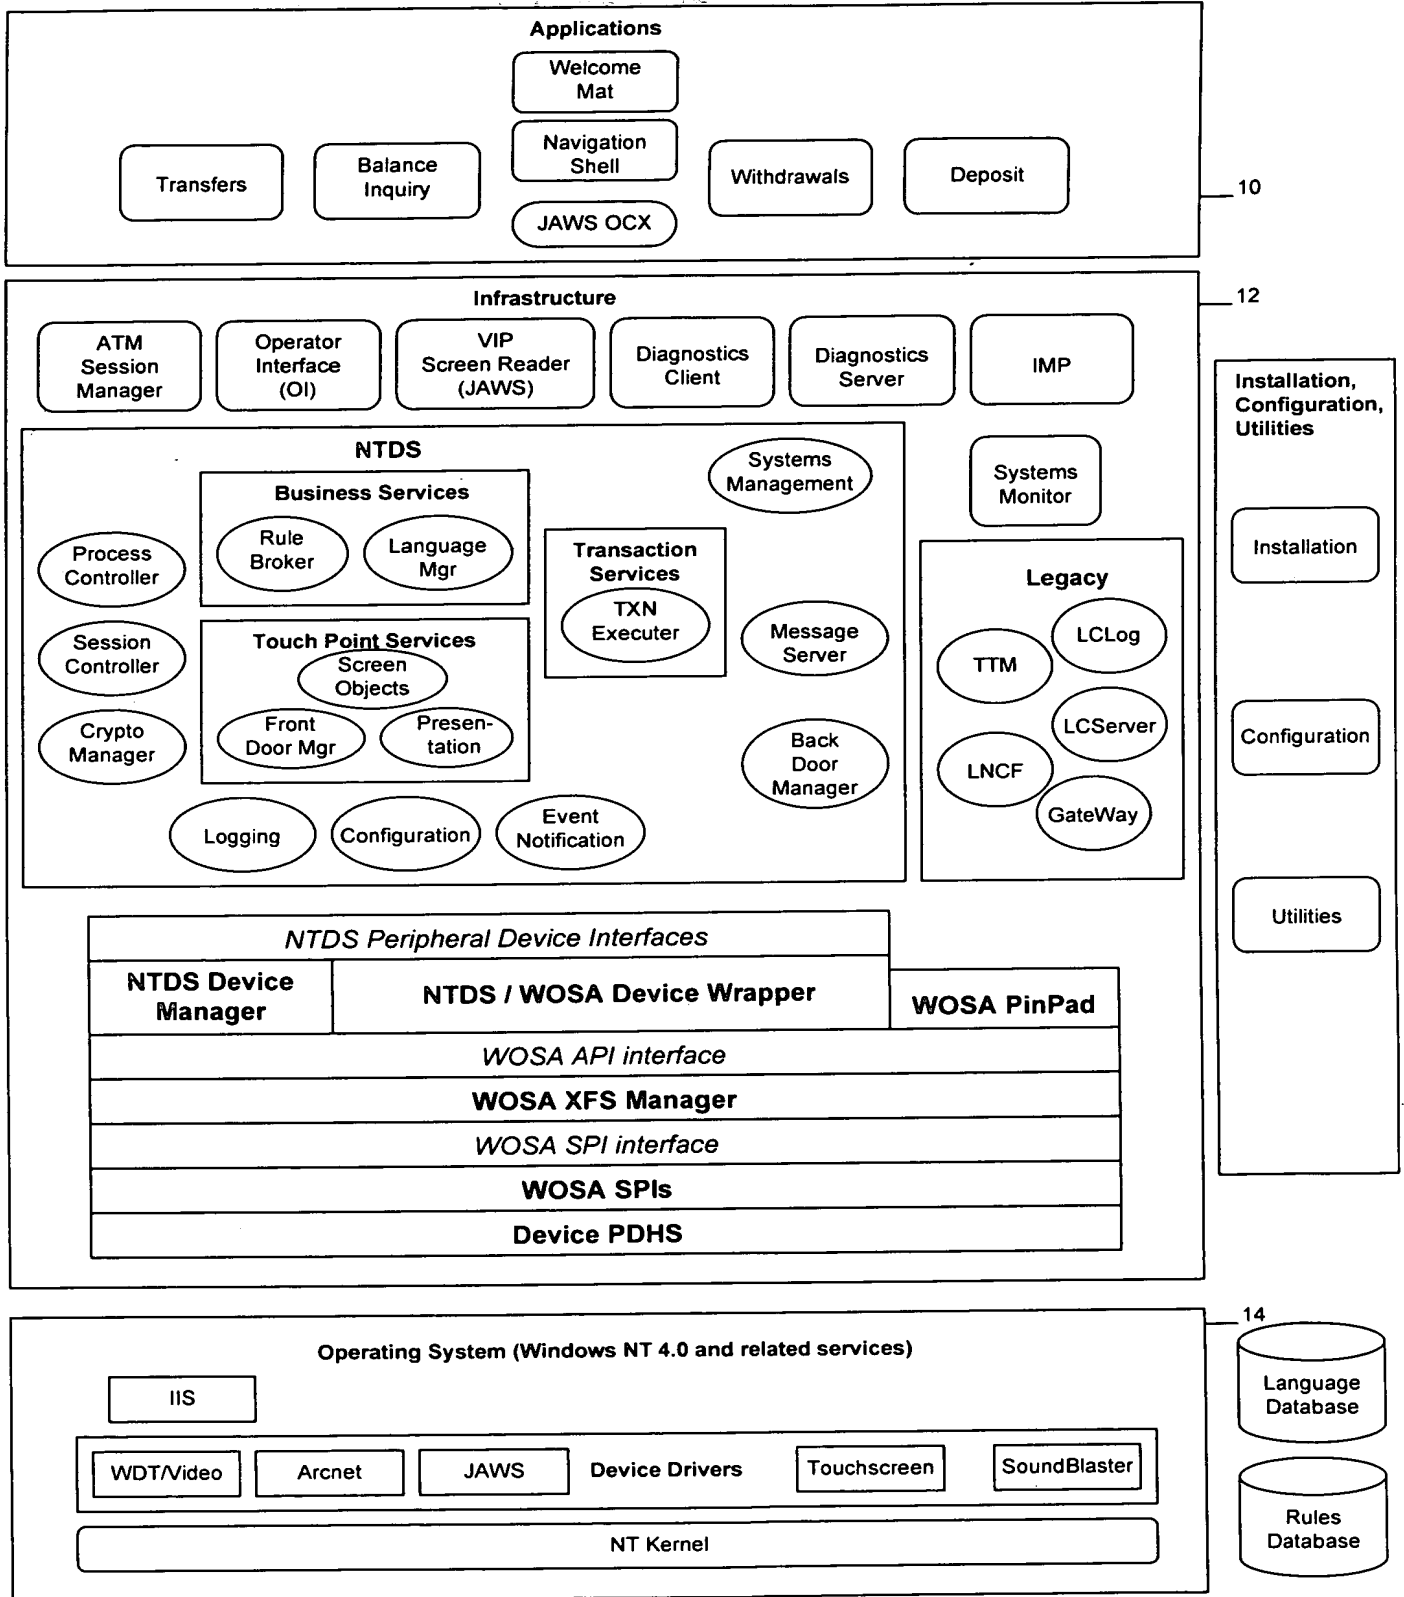 Applications
Welcome
Mat
Navigation
Shell
Transfers
Balance
Inquiry
JAWS OCX
Withdrawals
Deposit
10
12
Infrastructure
ATM
Session
Manager
Operator
Interface
(OI)
VIP
Screen Reader
(JAWS)
Diagnostics
Client
Diagnostics
Server
IMP
Installation,
Configuration,
Utilities
Installation
Configuration
Utilities
NTDS
Systems
Management
Systems
Monitor
Business Services
Rule
Broker
Language
Mgr
Process
Controller
Session
Controller
Crypto
Manager
Transaction
Services
TXN
Executer
Touch Point Services
Screen
Objects
Front
Door Mgr
Presen-
tation
Message
Server
Back
Door
Manager
Logging
Configuration
Event
Notification
Legacy
LCLog
TTM
LCServer
LNCF
GateWay
NTDS Peripheral Device Interfaces
NTDS Device
Manager
NTDS / WOSA Device Wrapper
WOSA PinPad
WOSA API interface
WOSA XFS Manager
WOSA SPI interface
WOSA SPIs
Device PDHS
14
Operating System (Windows NT 4.0 and related services)
IIS
WDT/Video
Arcnet
JAWS
Device Drivers
Touchscreen
SoundBlaster
NT Kernel
Language
Database
Rules
Database